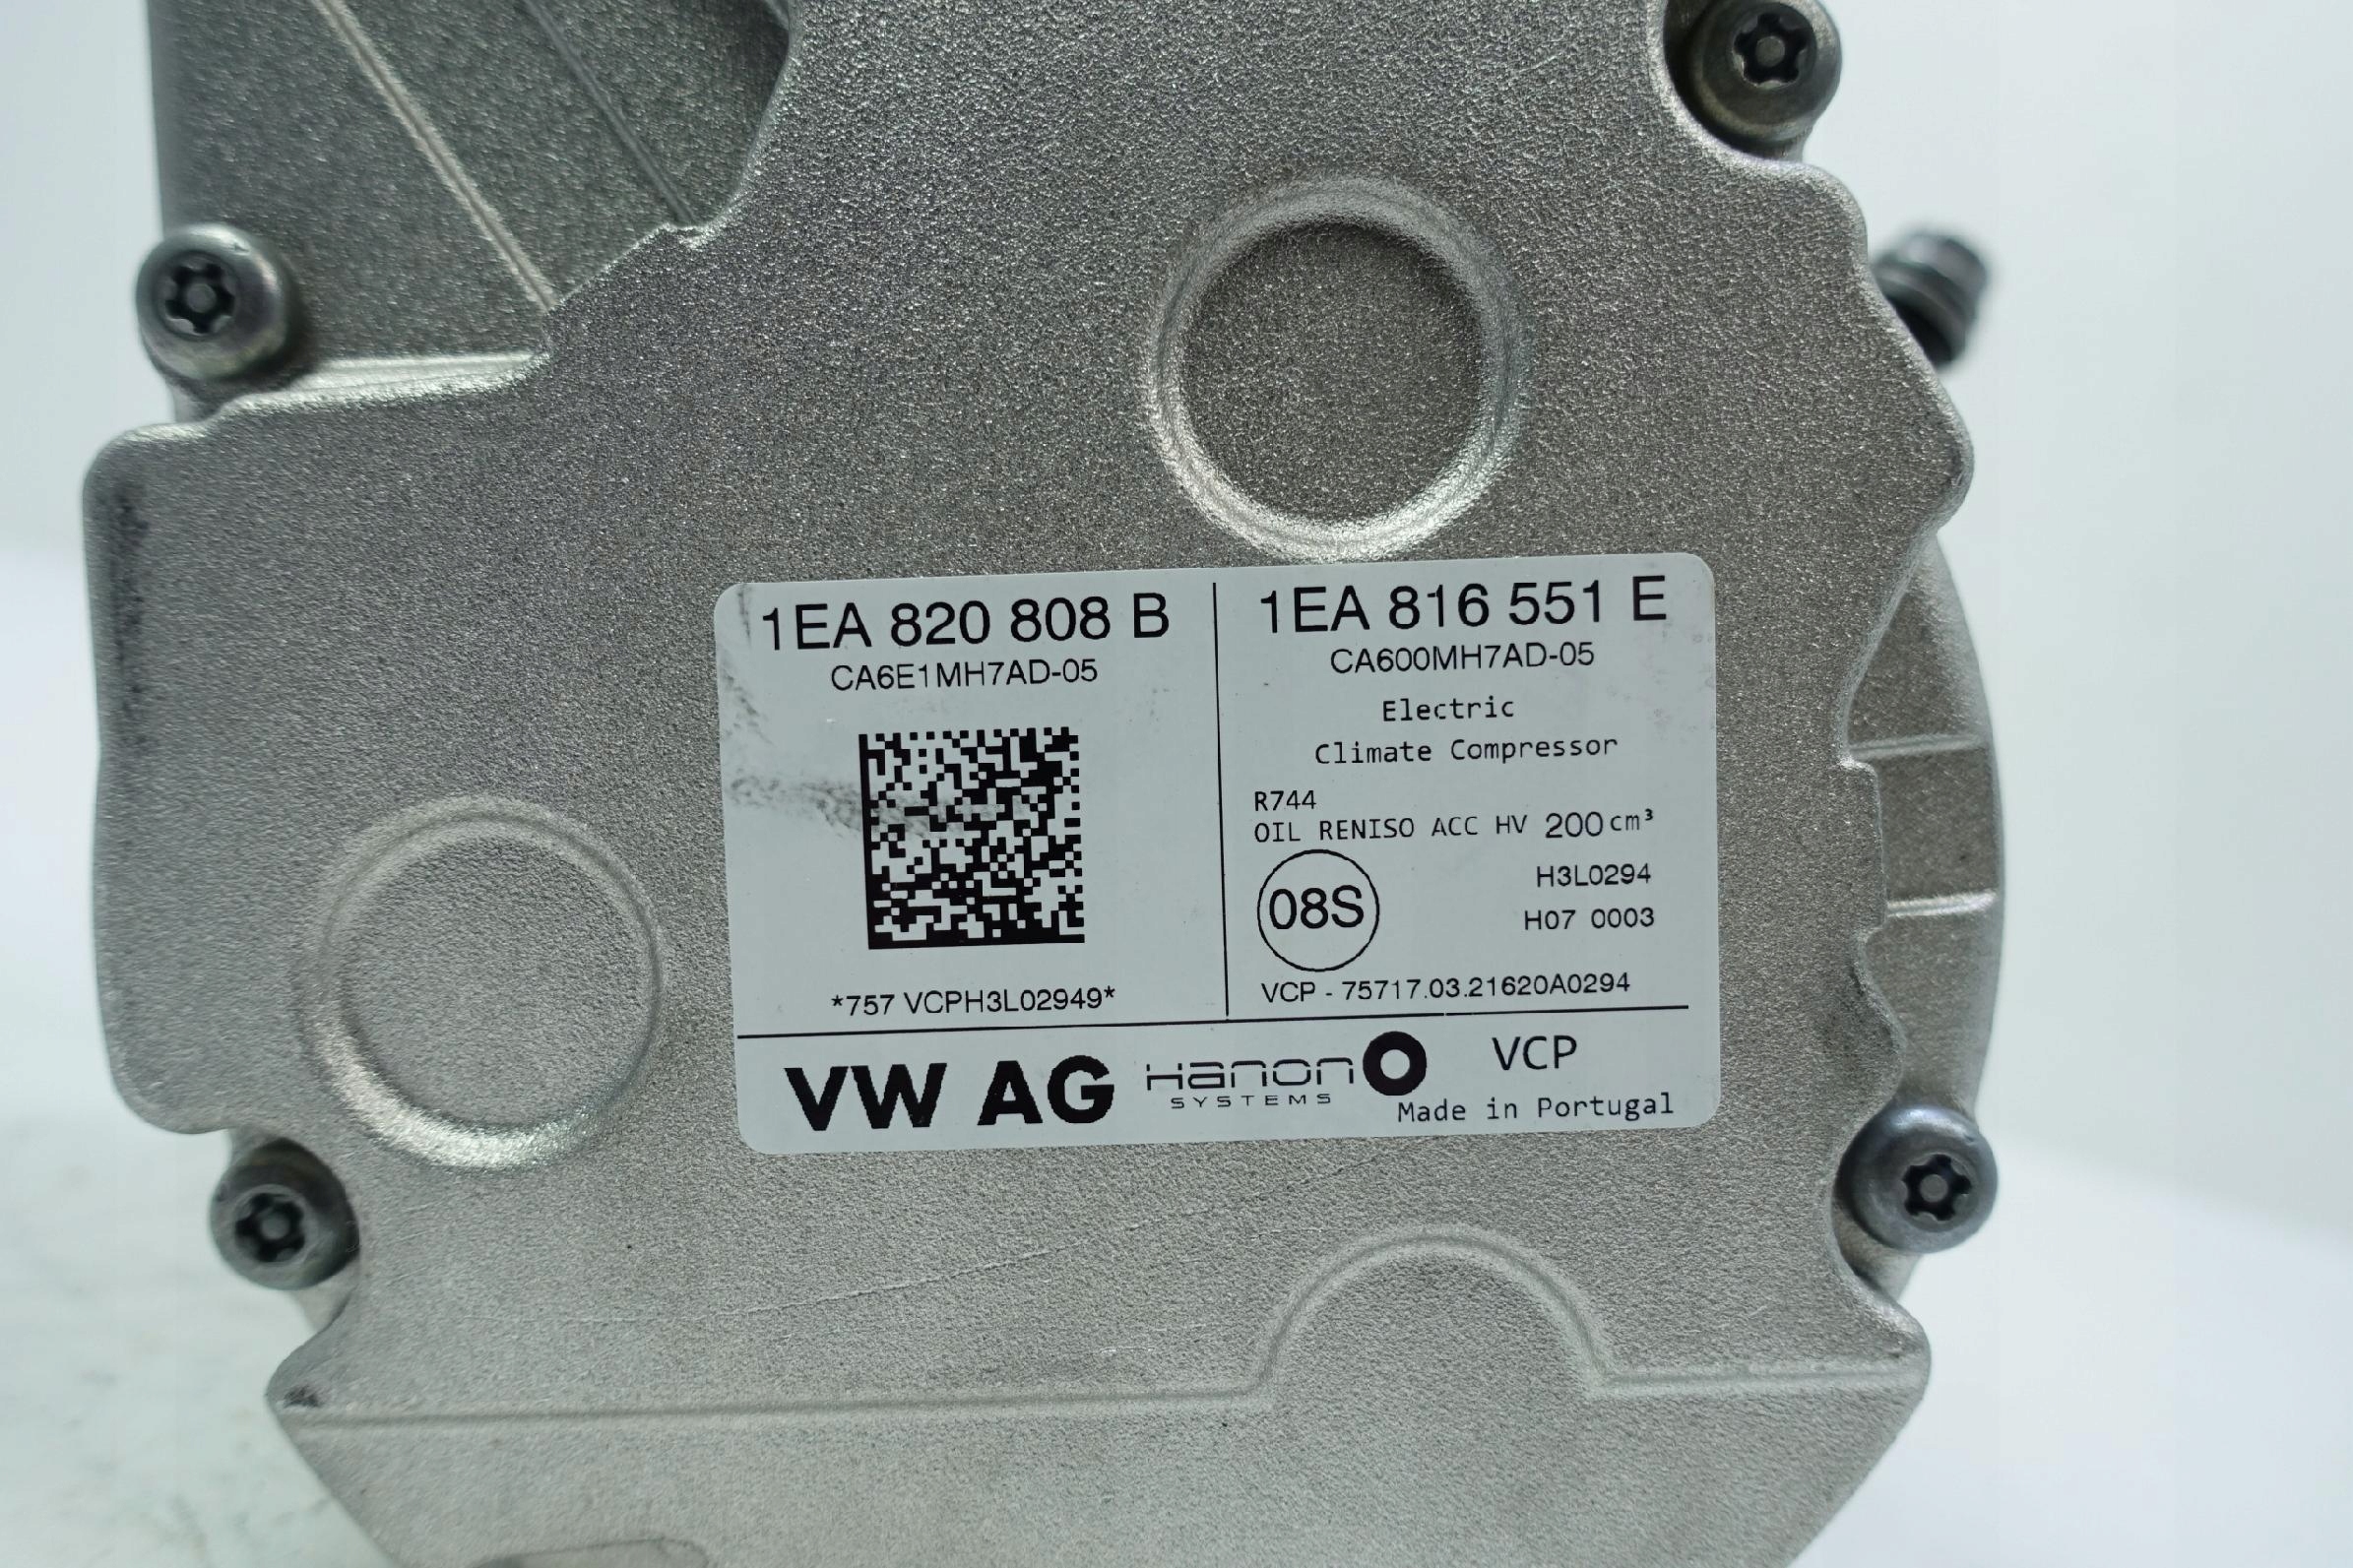 1EA 820 808 B
CA6E1MH7AD-05
*757 VCPH3L02949*
1EA 816 551 E
CA600MH7AD-05
Electric
Climate Compressor
R744
OIL RENISO ACC HV 200 cm³
08S
H3L0294
H07 0003
VCP - 75717.03.21620A0294
VW AG
Hanon
SYSTEMS
VCP
Made in Portugal